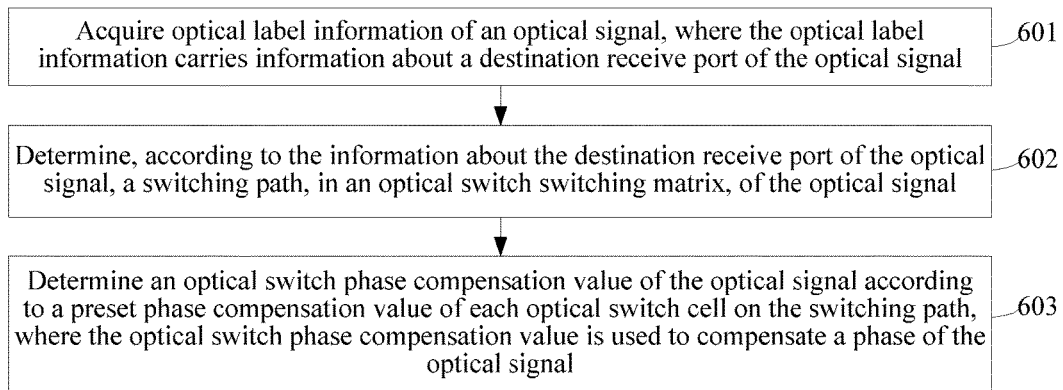 Acquire optical label information of an optical signal, where the optical label
information carries information about a destination receive port of the optical signal
601
Determine, according to the information about the destination receive port of the optical
signal, a switching path, in an optical switch switching matrix, of the optical signal
602
Determine an optical switch phase compensation value of the optical signal according
to a preset phase compensation value of each optical switch cell on the switching path,
where the optical switch phase compensation value is used to compensate a phase of the
optical signal
603